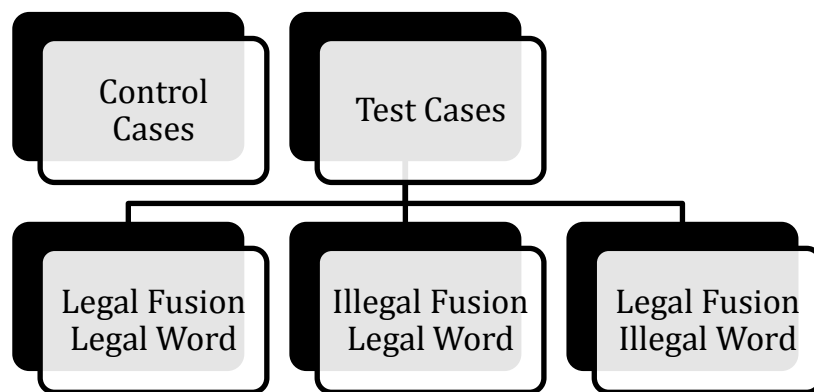 Control
Cases
Test Cases
Legal Fusion
Legal Word
Illegal Fusion
Legal Word
Legal Fusion
Illegal Word